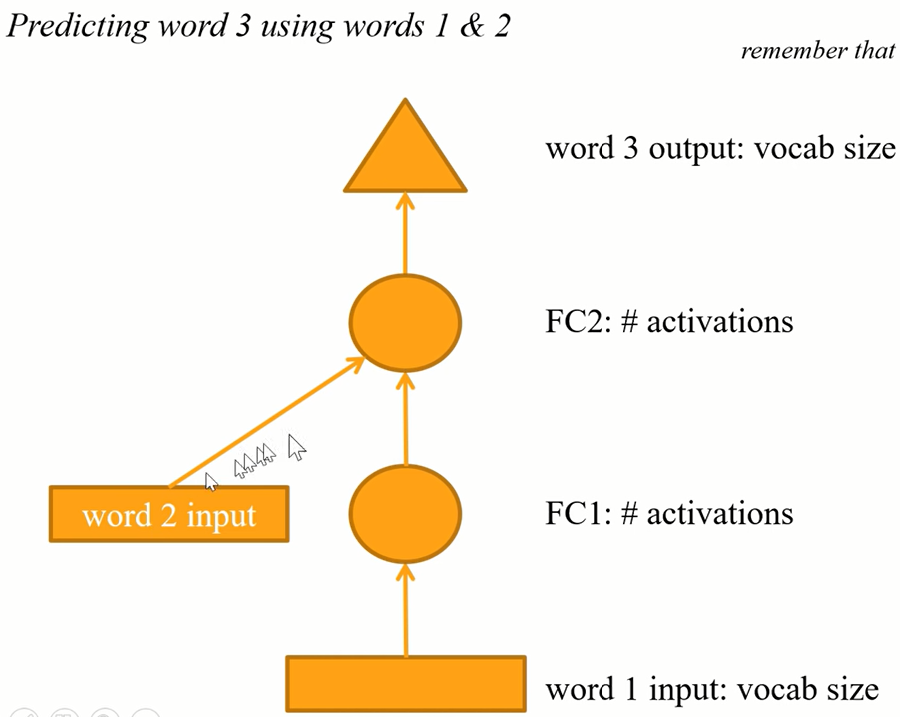 Predicting word 3 using words 1 & 2
remember that
word 3 output: vocab size
FC2: # activations
word 2 input
FC1: # activations
word 1 input: vocab size